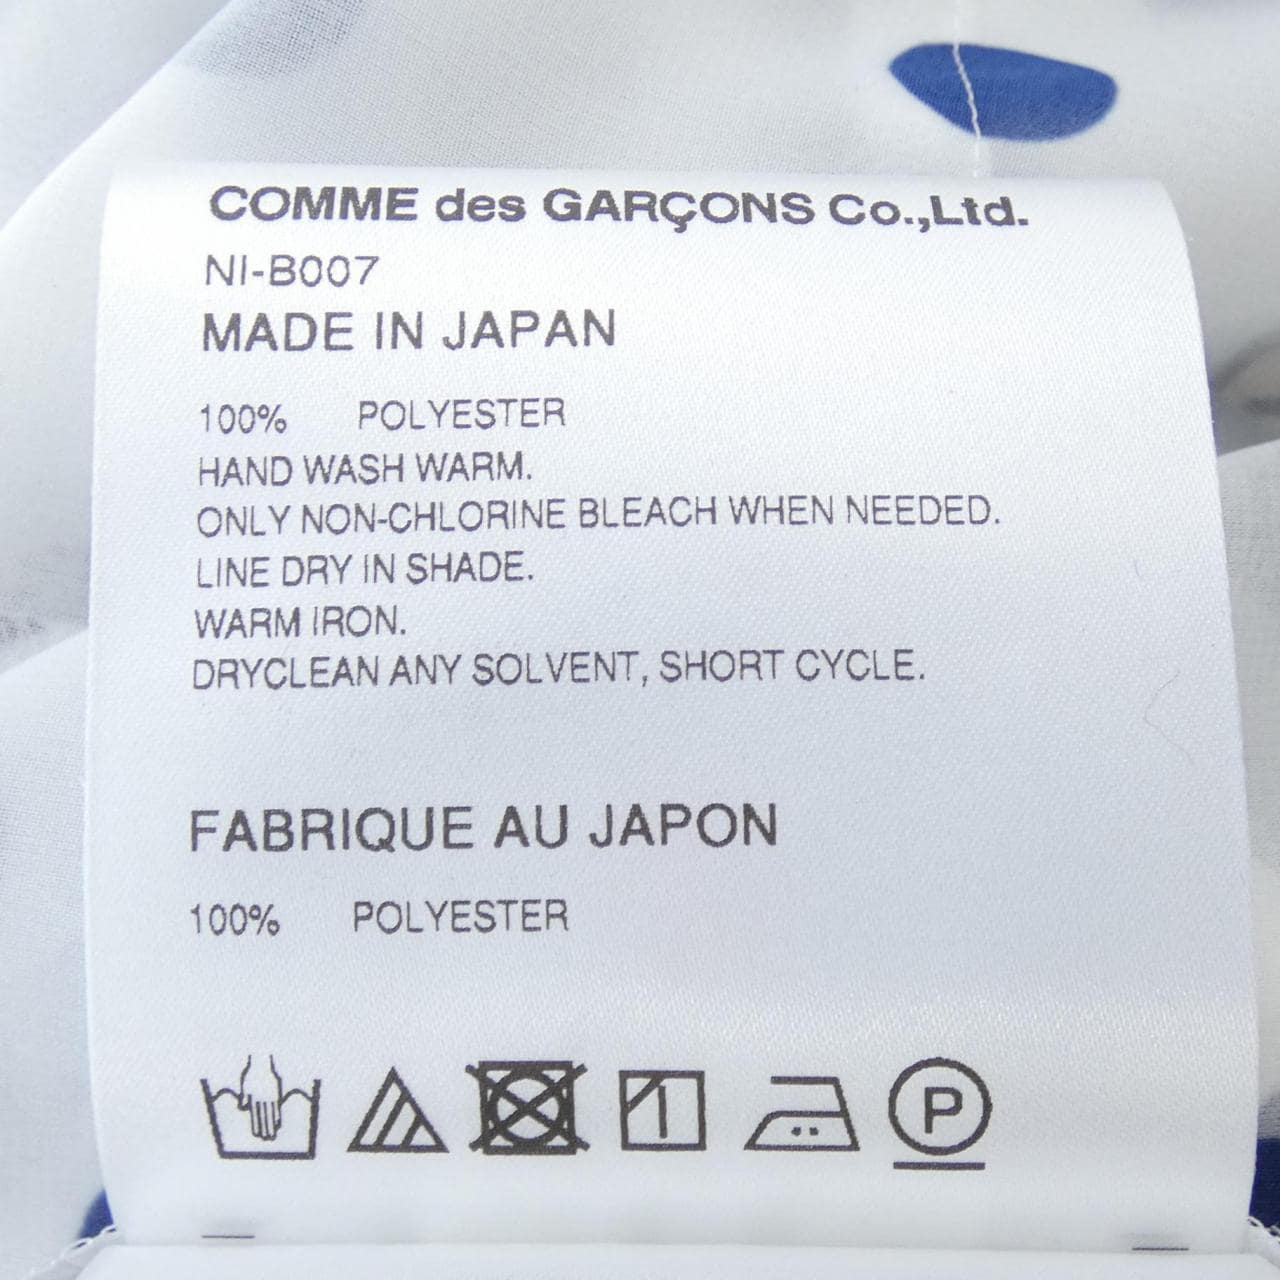 COMME des GARÇONS Co.,Ltd.
NI-B007
MADE IN JAPAN
100% POLYESTER
HAND WASH WARM.
ONLY NON-CHLORINE BLEACH WHEN NEEDED.
LINE DRY IN SHADE.
WARM IRON.
DRYCLEAN ANY SOLVENT, SHORT CYCLE.
FABRIQUE AU JAPON
100% POLYESTER
P